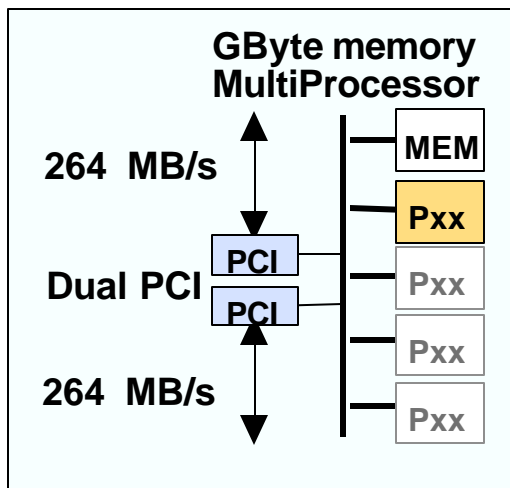 GByte memory
MultiProcessor
264 MB/s
MEM
Pxx
PCI
Dual PCI
PCI
Pxx
Pxx
264 MB/s
Pxx